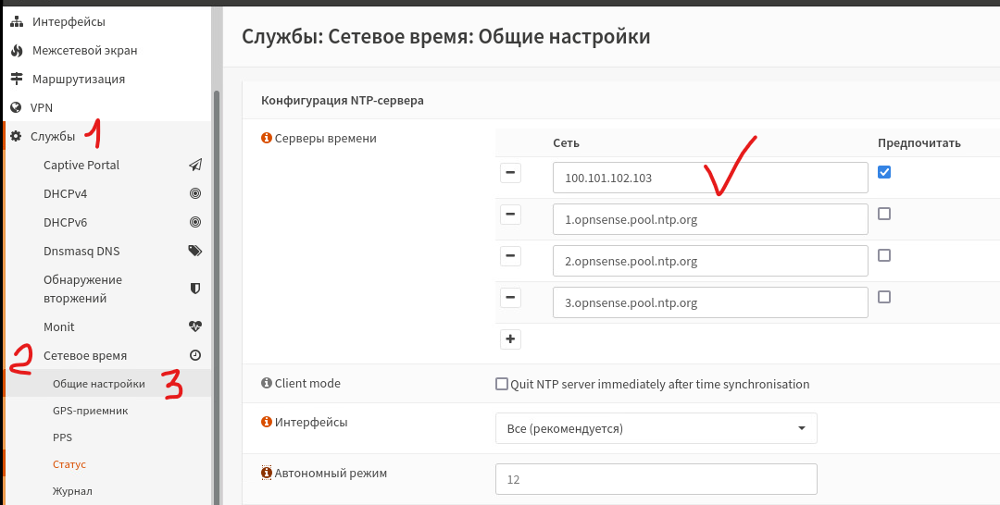 Интерфейсы
Межсетевой экран
Маршрутизация
VPN
Службы 1
Captive Portal
DHCPv4
DHCPv6
Dnsmasq DNS
Обнаружение
вторжений
Monit
2 Сетевое время
Общие настройки 3
GPS-приемник
PPS
Статус
Журнал
Службы: Сетевое время: Общие настройки
Конфигурация NTP-сервера
Серверы времени
Сеть Предпочитать
100.101.102.103
1.opnsense.pool.ntp.org
2.opnsense.pool.ntp.org
3.opnsense.pool.ntp.org
Client mode
Quit NTP server immediately after time synchronisation
Интерфейсы
Все (рекомендуется)
Автономный режим
12